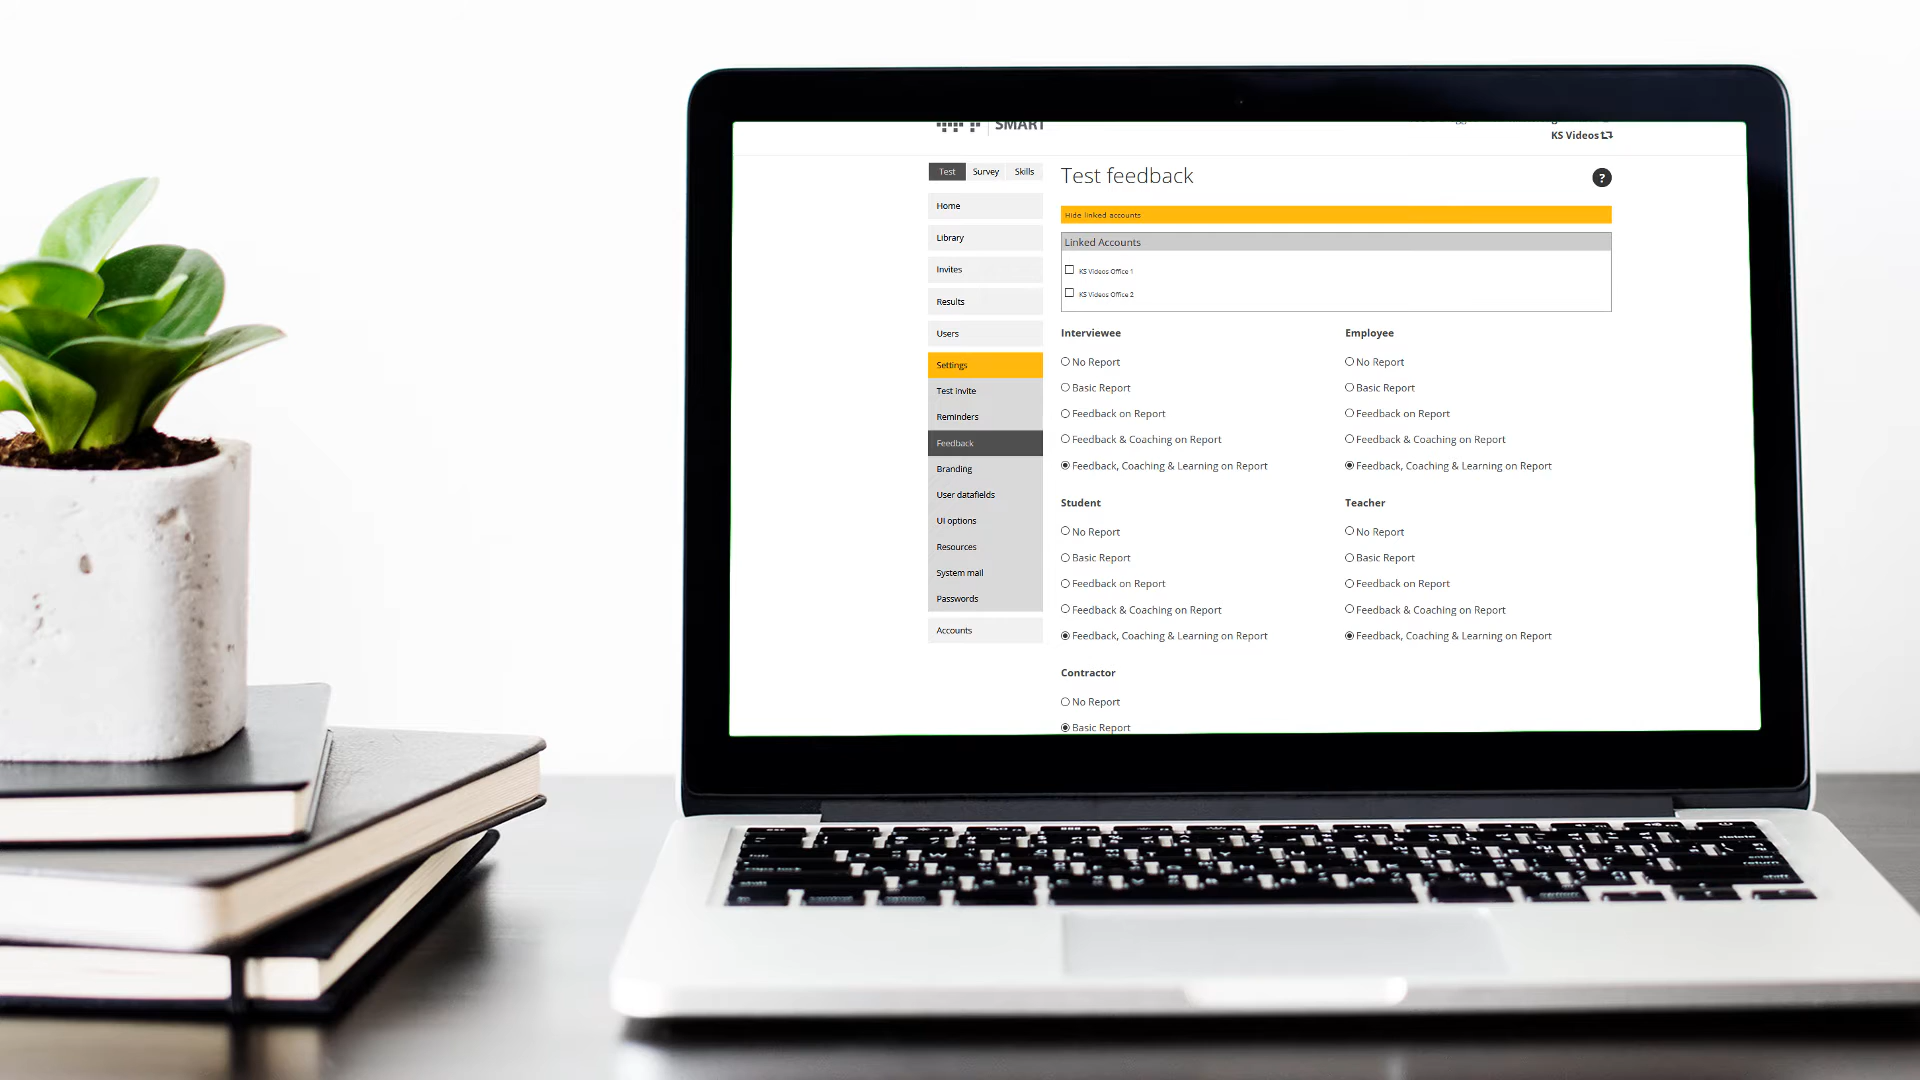 SMART
KS Videos
Test Survey Skills
Test feedback
?
Home
Library
Invites
Results
Users
Settings
Test invite
Reminders
Feedback
Branding
User datafields
UI options
Resources
System mail
Passwords
Accounts
Hide linked accounts
Linked Accounts
KS Videos Office 1
KS Videos Office 2
Interviewee
No Report
Basic Report
Feedback on Report
Feedback & Coaching on Report
Feedback, Coaching & Learning on Report
Employee
No Report
Basic Report
Feedback on Report
Feedback & Coaching on Report
Feedback, Coaching & Learning on Report
Student
No Report
Basic Report
Feedback on Report
Feedback & Coaching on Report
Feedback, Coaching & Learning on Report
Teacher
No Report
Basic Report
Feedback on Report
Feedback & Coaching on Report
Feedback, Coaching & Learning on Report
Contractor
No Report
Basic Report